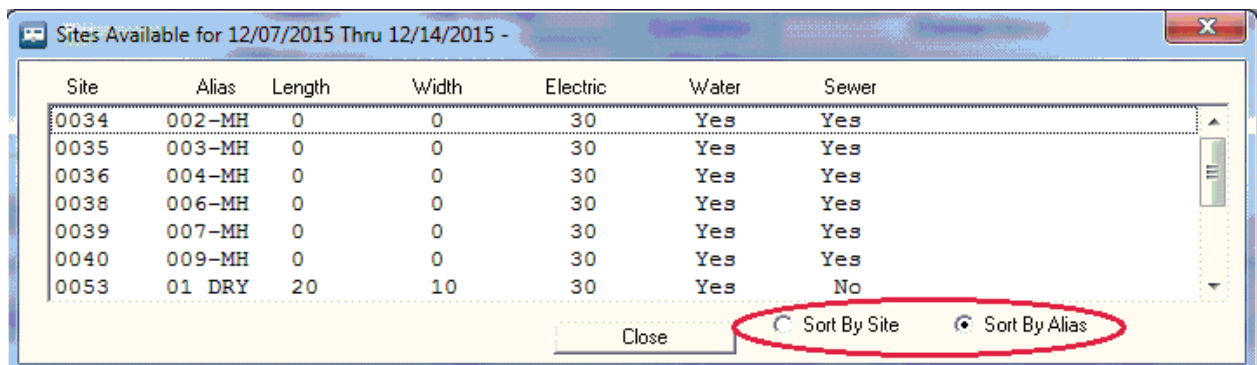 Sites Available for 12/07/2015 Thru 12/14/2015 -
Site Alias Length Width Electric Water Sewer
0034 002-MH 0 0 30 Yes Yes
0035 003-MH 0 0 30 Yes Yes
0036 004-MH 0 0 30 Yes Yes
0038 006-MH 0 0 30 Yes Yes
0039 007-MH 0 0 30 Yes Yes
0040 009-MH 0 0 30 Yes Yes
0053 01 DRY 20 10 30 Yes No
Close Sort By Site Sort By Alias